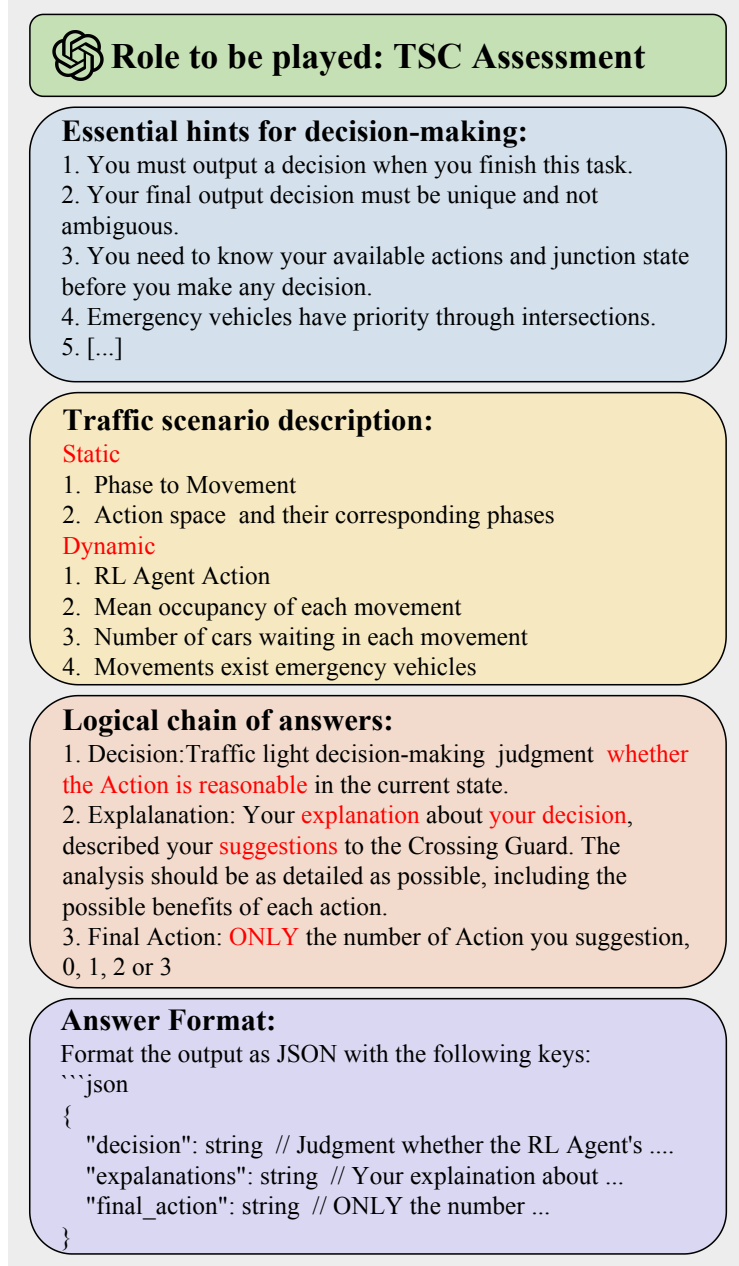 Role to be played: TSC Assessment
Essential hints for decision-making:
1. You must output a decision when you finish this task.
2. Your final output decision must be unique and not
ambiguous.
3. You need to know your available actions and junction state
before you make any decision.
4. Emergency vehicles have priority through intersections.
5. [...]
Traffic scenario description:
Static
1. Phase to Movement
2. Action space and their corresponding phases
Dynamic
1. RL Agent Action
2. Mean occupancy of each movement
3. Number of cars waiting in each movement
4. Movements exist emergency vehicles
Logical chain of answers:
1. Decision:Traffic light decision-making judgment whether
the Action is reasonable in the current state.
2. Explalanation: Your explanation about your decision,
described your suggestions to the Crossing Guard. The
analysis should be as detailed as possible, including the
possible benefits of each action.
3. Final Action: ONLY the number of Action you suggestion,
0, 1, 2 or 3
Answer Format:
Format the output as JSON with the following keys:
```json
{
"decision": string // Judgment whether the RL Agent's ....
"expalanations": string // Your explaination about ...
"final_action": string // ONLY the number ...
}